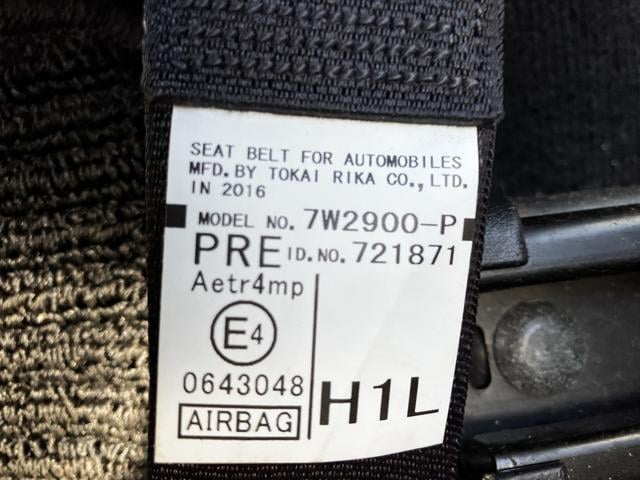 SEAT BELT FOR AUTOMOBILES
MFD. BY TOKAI RIKA CO., LTD.
IN 2016
MODEL NO. 7W2900-P
PRE ID. NO. 721871
Aetr4mp
E4
0643048
H1L
AIRBAG